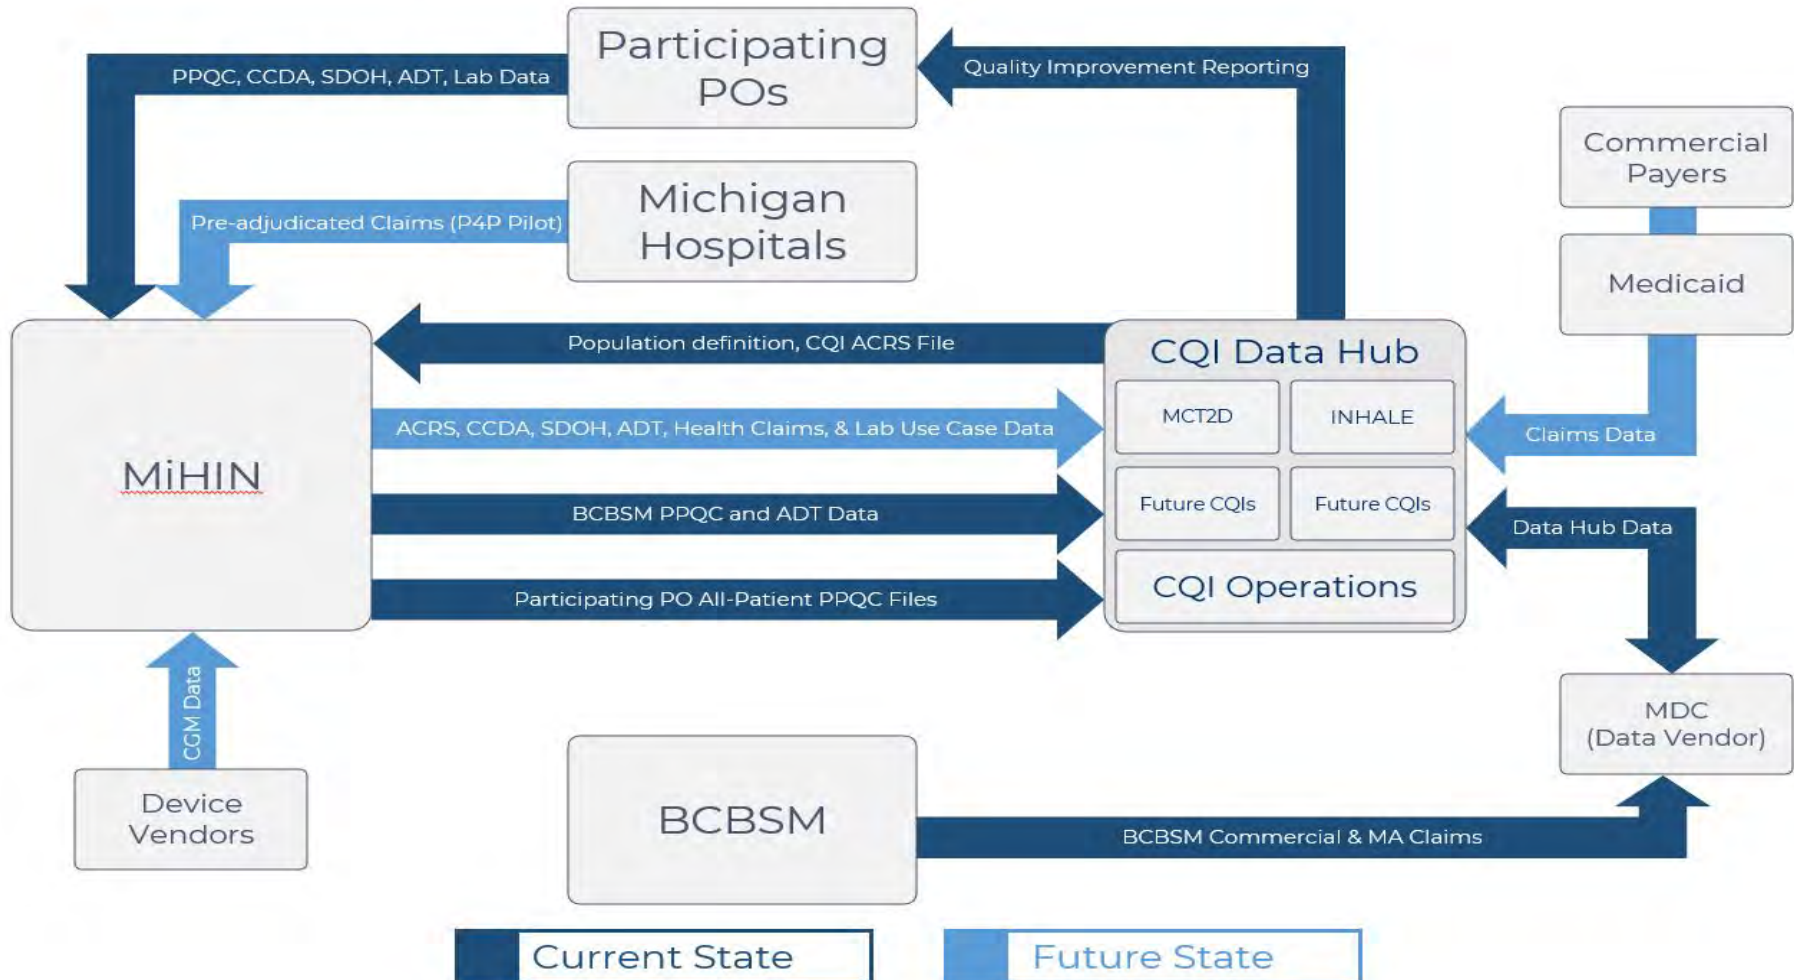 Participating
POs
PPQC, CCDA, SDOH, ADT, Lab Data
Quality Improvement Reporting
Commercial
Payers
Michigan
Hospitals
Pre-adjudicated Claims (P4P Pilot)
Medicaid
Population definition, CQI ACRS File
CQI Data Hub
MCT2D
INHALE
ACRS, CCDA, SDOH, ADT, Health Claims, & Lab Use Case Data
Claims Data
MiHIN
Future CQIs
Future CQIs
BCBSM PPQC and ADT Data
Data Hub Data
CQI Operations
Participating PO All-Patient PPQC Files
CGM Data
MDC
(Data Vendor)
Device
Vendors
BCBSM
BCBSM Commercial & MA Claims
Current State
Future State